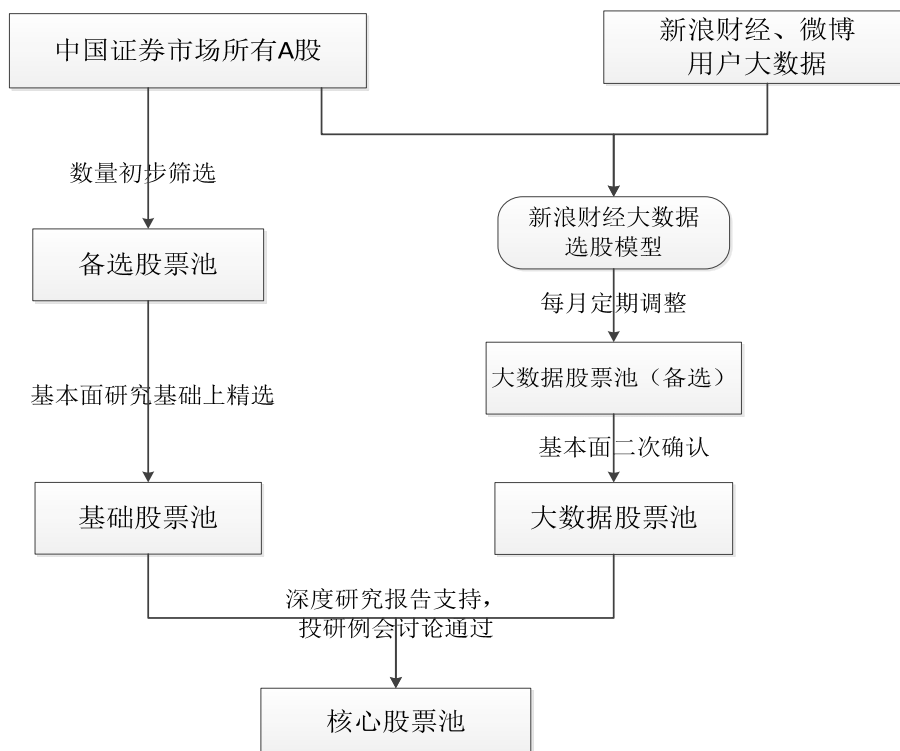 中国证券市场所有A股
新浪财经、微博
用户大数据
数量初步筛选
新浪财经大数据
选股模型
备选股票池
每月定期调整
大数据股票池（备选）
基本面研究基础上精选
基本面二次确认
基础股票池
大数据股票池
深度研究报告支持，
投研例会讨论通过
核心股票池